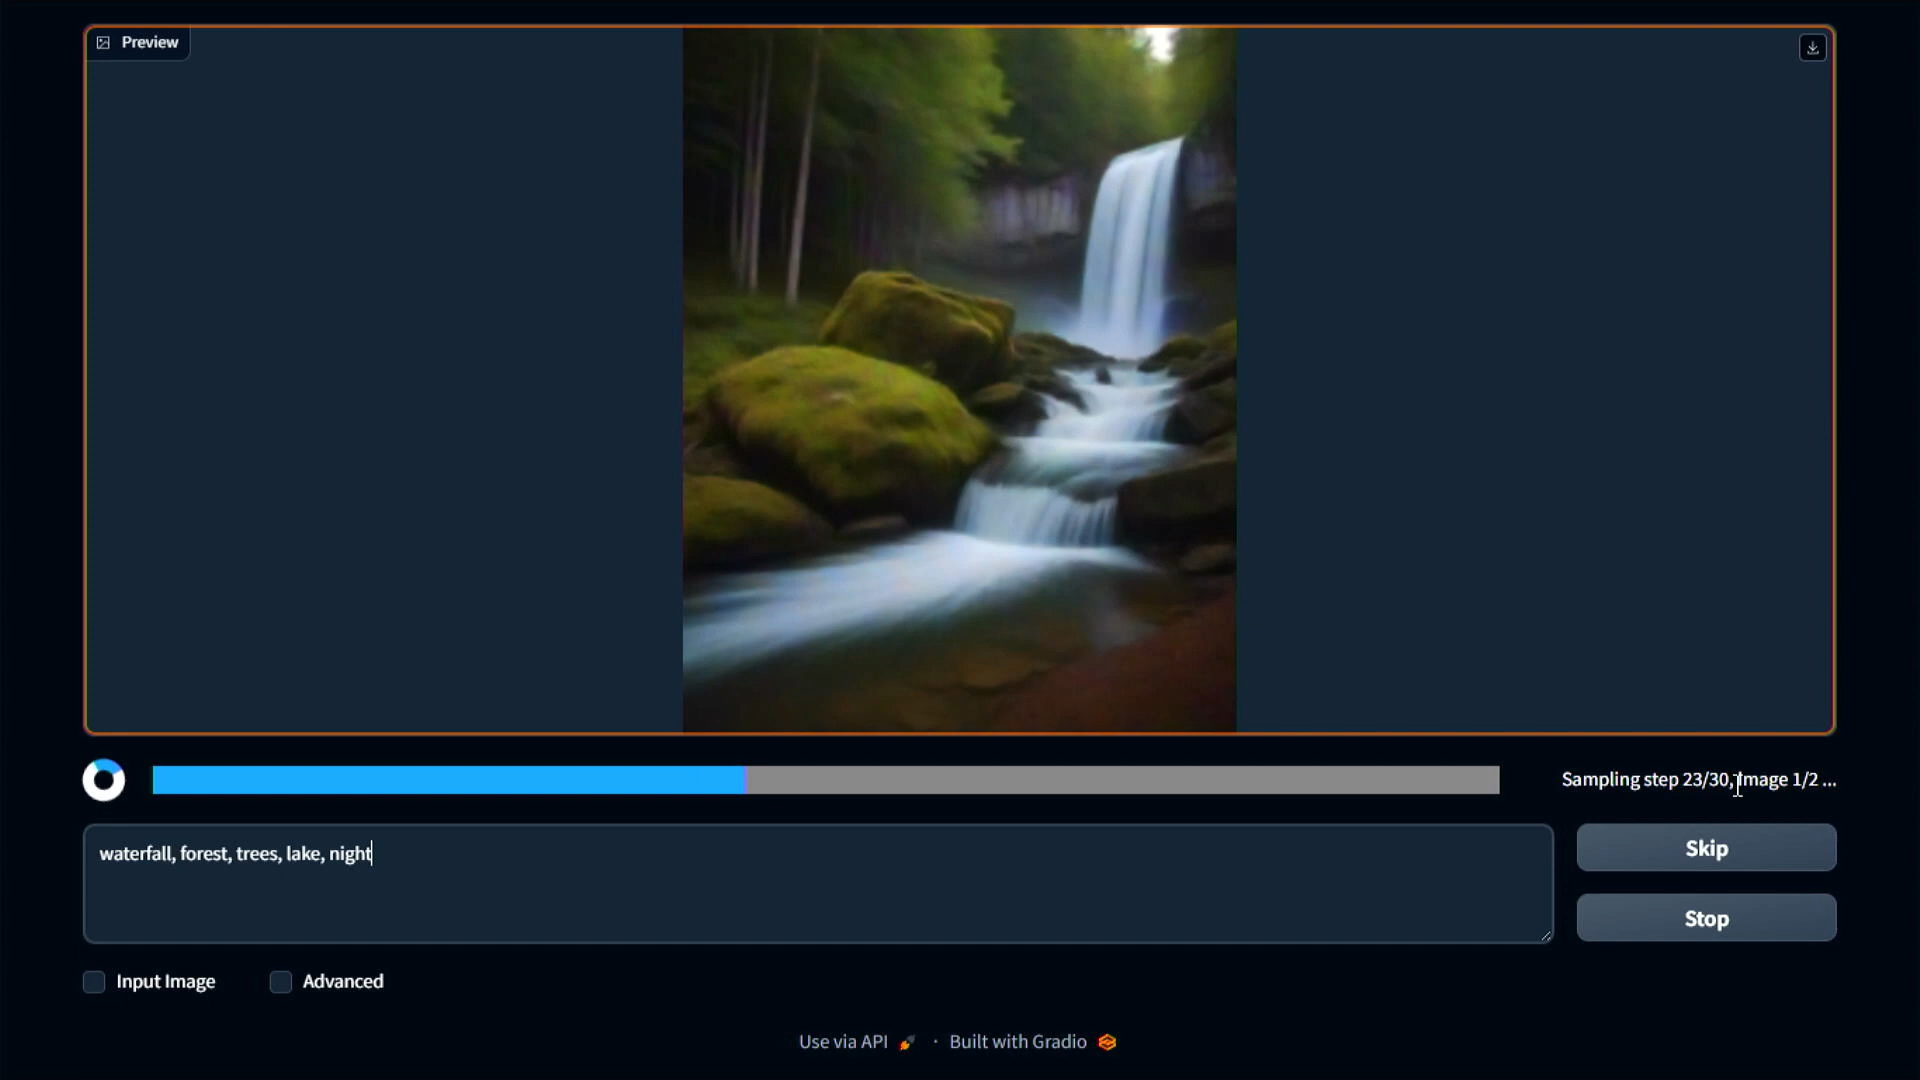 Preview
Sampling step 23/30, Image 1/2 ...
waterfall, forest, trees, lake, night
Skip
Stop
Input Image
Advanced
Use via API · Built with Gradio